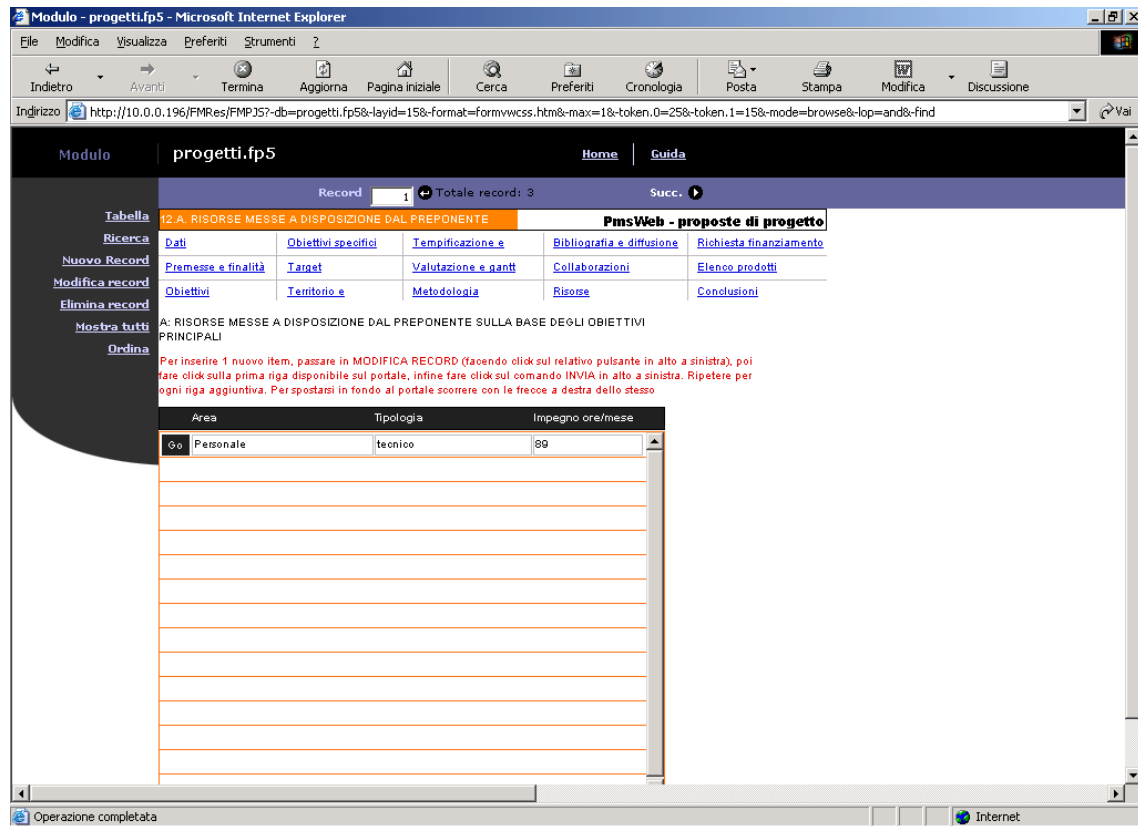 Modulo - progetti.fp5 - Microsoft Internet Explorer
File Modifica Visualizza Preferiti Strumenti ?
Indietro Avanti Termina Aggiorna Pagina iniziale Cerca Preferiti Cronologia Posta Stampa Modifica Discussione
Indirizzo http://10.0.0.196/FMRes/FMPJS?-db=progetti.fp5&-layid=15&-format=formvwcss.htm&-max=1&-token.0=25&-token.1=15&-mode=browse&-lop=and&-find Vai
Modulo progetti.fp5 Home Guida
Record 1 Totale record: 3 Succ.
Tabella
Ricerca
Nuovo Record
Modifica record
Elimina record
Mostra tutti
Ordina
12.A. RISORSE MESSE A DISPOSIZIONE DAL PREPONENTE PmsWeb - proposte di progetto
Dati Obiettivi specifici Tempificazione e Bibliografia e diffusione Richiesta finanziamento
Premesse e finalità Target Valutazione e gantt Collaborazioni Elenco prodotti
Obiettivi Territorio e Metodologia Risorse Conclusioni
A: RISORSE MESSE A DISPOSIZIONE DAL PREPONENTE SULLA BASE DEGLI OBIETTIVI
PRINCIPALI
Per inserire 1 nuovo item, passare in MODIFICA RECORD (facendo click sul relativo pulsante in alto a sinistra), poi
fare click sulla prima riga disponibile sul portale, infine fare click sul comando INVIA in alto a sinistra. Ripetere per
ogni riga aggiuntiva. Per spostarsi in fondo al portale scorrere con le frecce a destra dello stesso
Area Tipologia Impegno ore/mese
Go Personale tecnico 89
Operazione completata Internet